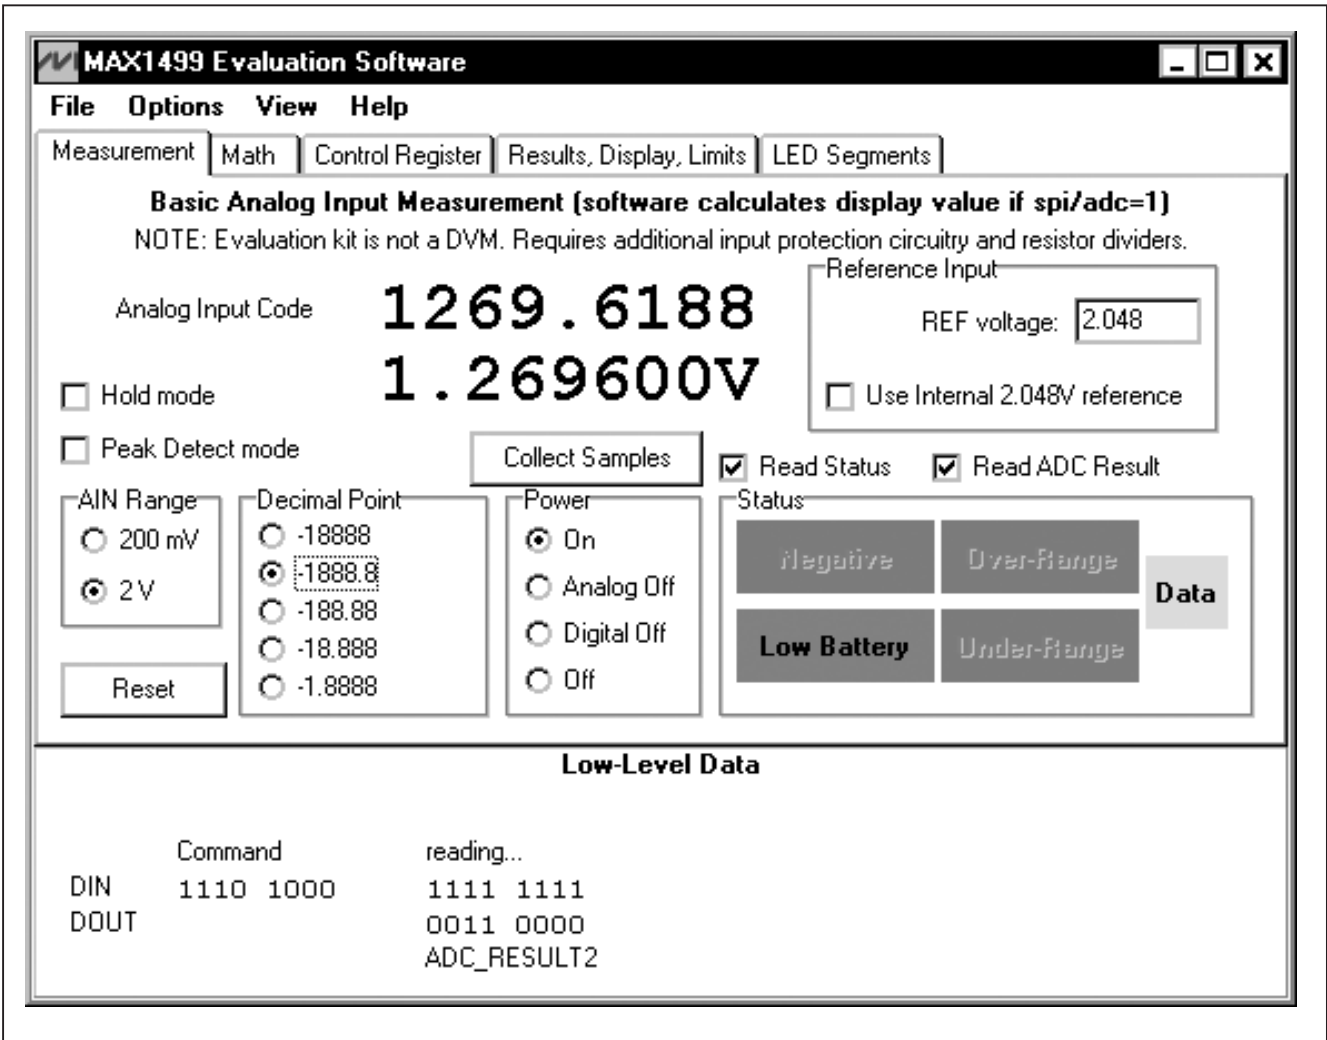 MAX1499 Evaluation Software
File Options View Help
Measurement Math Control Register Results, Display, Limits LED Segments
Basic Analog Input Measurement (software calculates display value if spi/adc=1)
NOTE: Evaluation kit is not a DVM. Requires additional input protection circuitry and resistor dividers.
Analog Input Code 1269.6188
1.269600V
Reference Input
REF voltage: 2.048
Use Internal 2.048V reference
Hold mode
Peak Detect mode
Collect Samples
Read Status Read ADC Result
AIN Range
200 mV
2 V
Reset
Decimal Point
-18888
-1888.8
-188.88
-18.888
-1.8888
Power
On
Analog Off
Digital Off
Off
Status
Negative Over-Range
Data
Low Battery Under-Range
Low-Level Data
Command reading...
DIN 1110 1000 1111 1111
DOUT 0011 0000
ADC_RESULT2